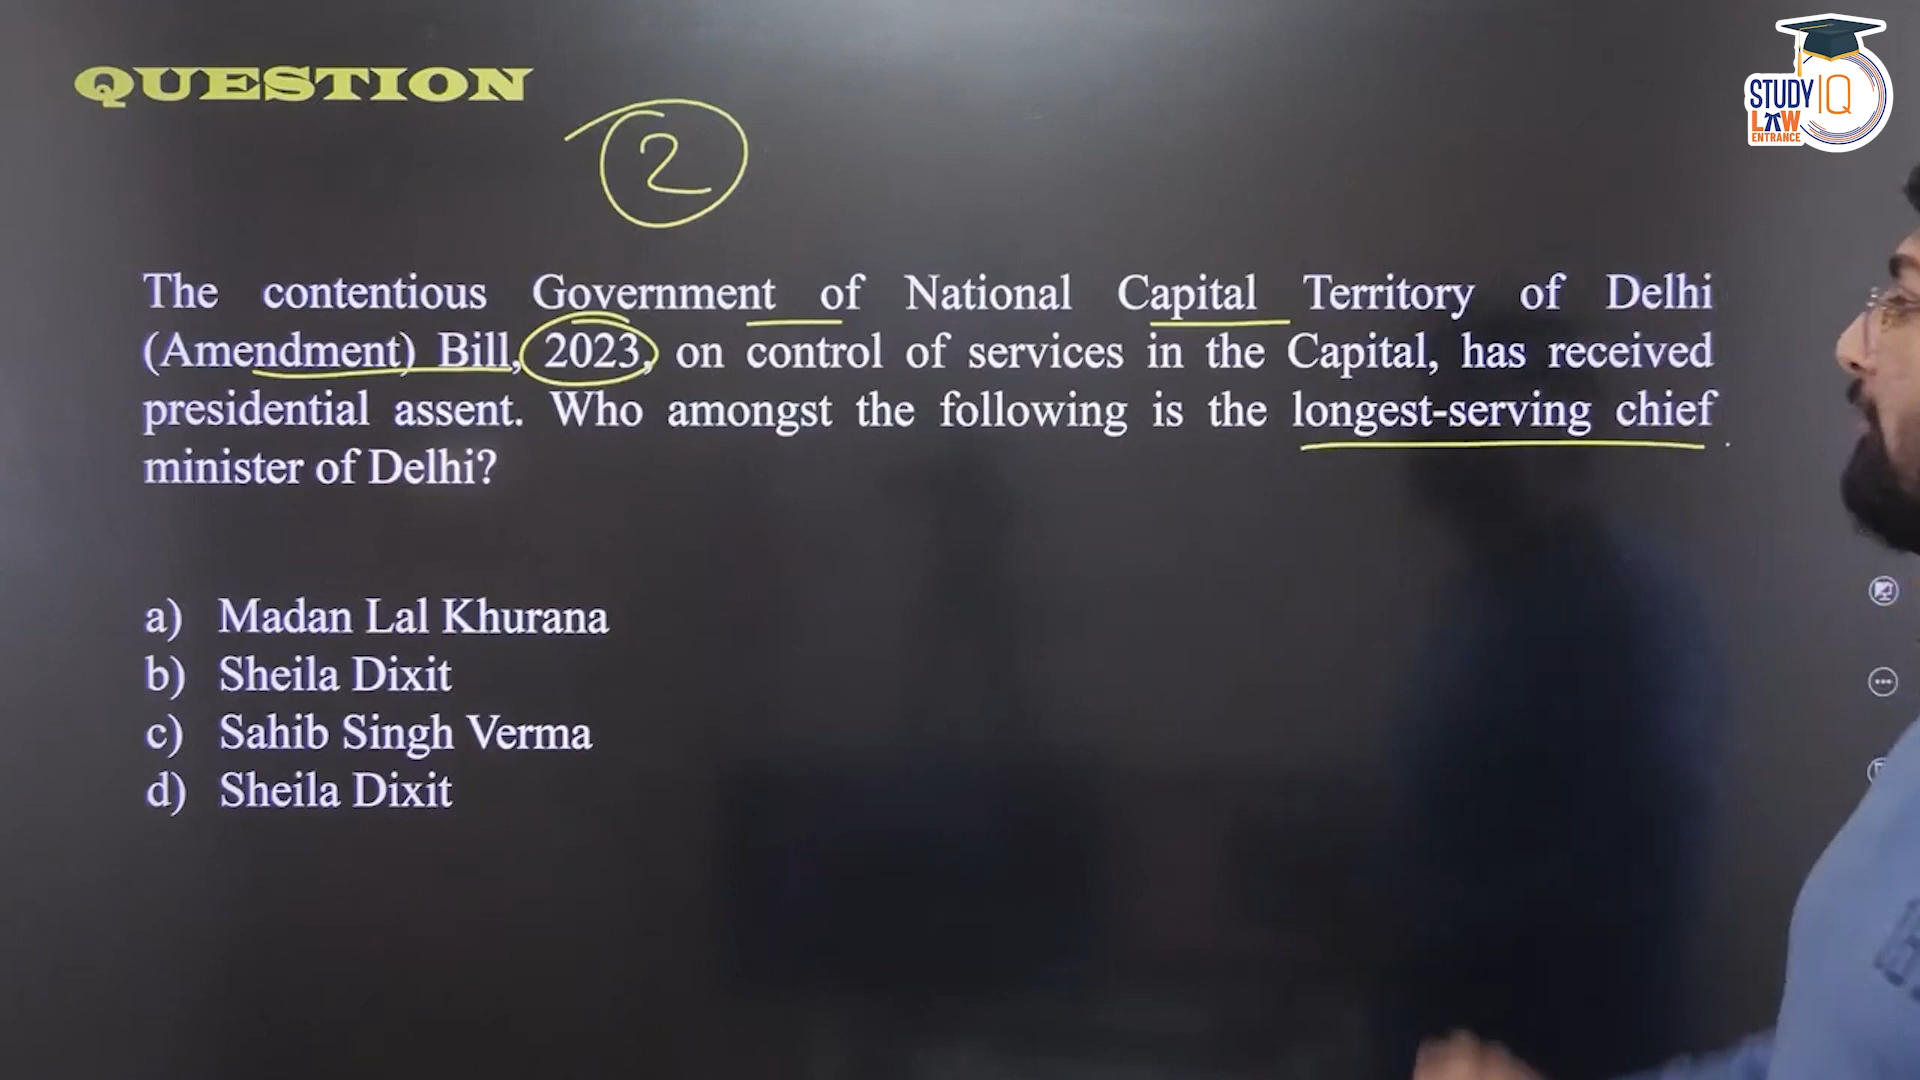 QUESTION
2
STUDY IQ
LAW
ENTRANCE
The contentious Government of National Capital Territory of Delhi
(Amendment) Bill, 2023, on control of services in the Capital, has received
presidential assent. Who amongst the following is the longest-serving chief
minister of Delhi?
a) Madan Lal Khurana
b) Sheila Dixit
c) Sahib Singh Verma
d) Sheila Dixit